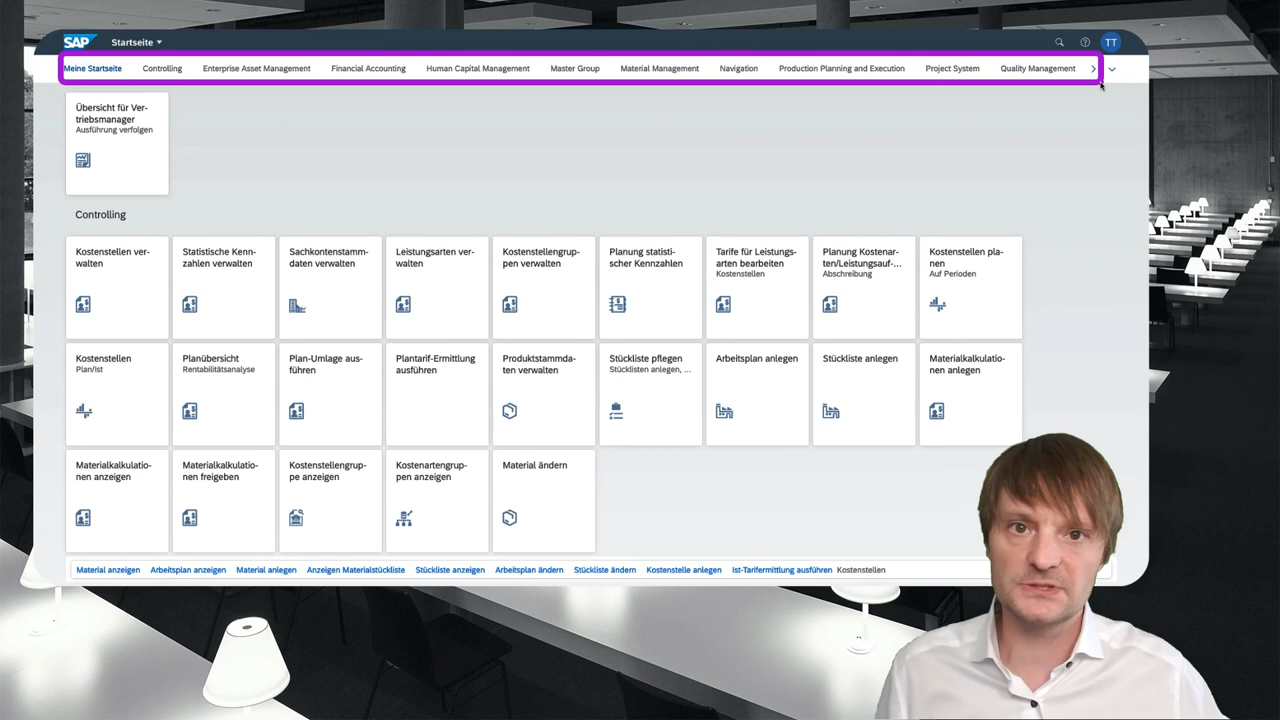 SAP Startseite TT
Meine Startseite Controlling Enterprise Asset Management Financial Accounting Human Capital Management Master Group Material Management Navigation Production Planning and Execution Project System Quality Management
Übersicht für Ver-
triebsmanager
Ausführung verfolgen
Controlling
Kostenstellen ver-
walten
Statistische Kenn-
zahlen verwalten
Sachkontenstamm-
daten verwalten
Leistungsarten ver-
walten
Kostenstellengrup-
pen verwalten
Planung statisti-
scher Kennzahlen
Tarife für Leistungs-
arten bearbeiten
Kostenstellen
Planung Kostenar-
ten/Leistungsauf-...
Abschreibung
Kostenstellen pla-
nen
Auf Perioden
Kostenstellen
Plan/Ist
Planübersicht
Rentabilitätsanalyse
Plan-Umlage aus-
führen
Plantarif-Ermittlung
ausführen
Produktstammda-
ten verwalten
Stückliste pflegen
Stücklisten anlegen, ...
Arbeitsplan anlegen
Stückliste anlegen
Materialkalkulatio-
nen anlegen
Materialkalkulatio-
nen anzeigen
Materialkalkulatio-
nen freigeben
Kostenstellengrup-
pe anzeigen
Kostenartengrup-
pen anzeigen
Material ändern
Material anzeigen Arbeitsplan anzeigen Material anlegen Anzeigen Materialstückliste Stückliste anzeigen Arbeitsplan ändern Stückliste ändern Kostenstelle anlegen Ist-Tarifermittlung ausführen Kostenstellen